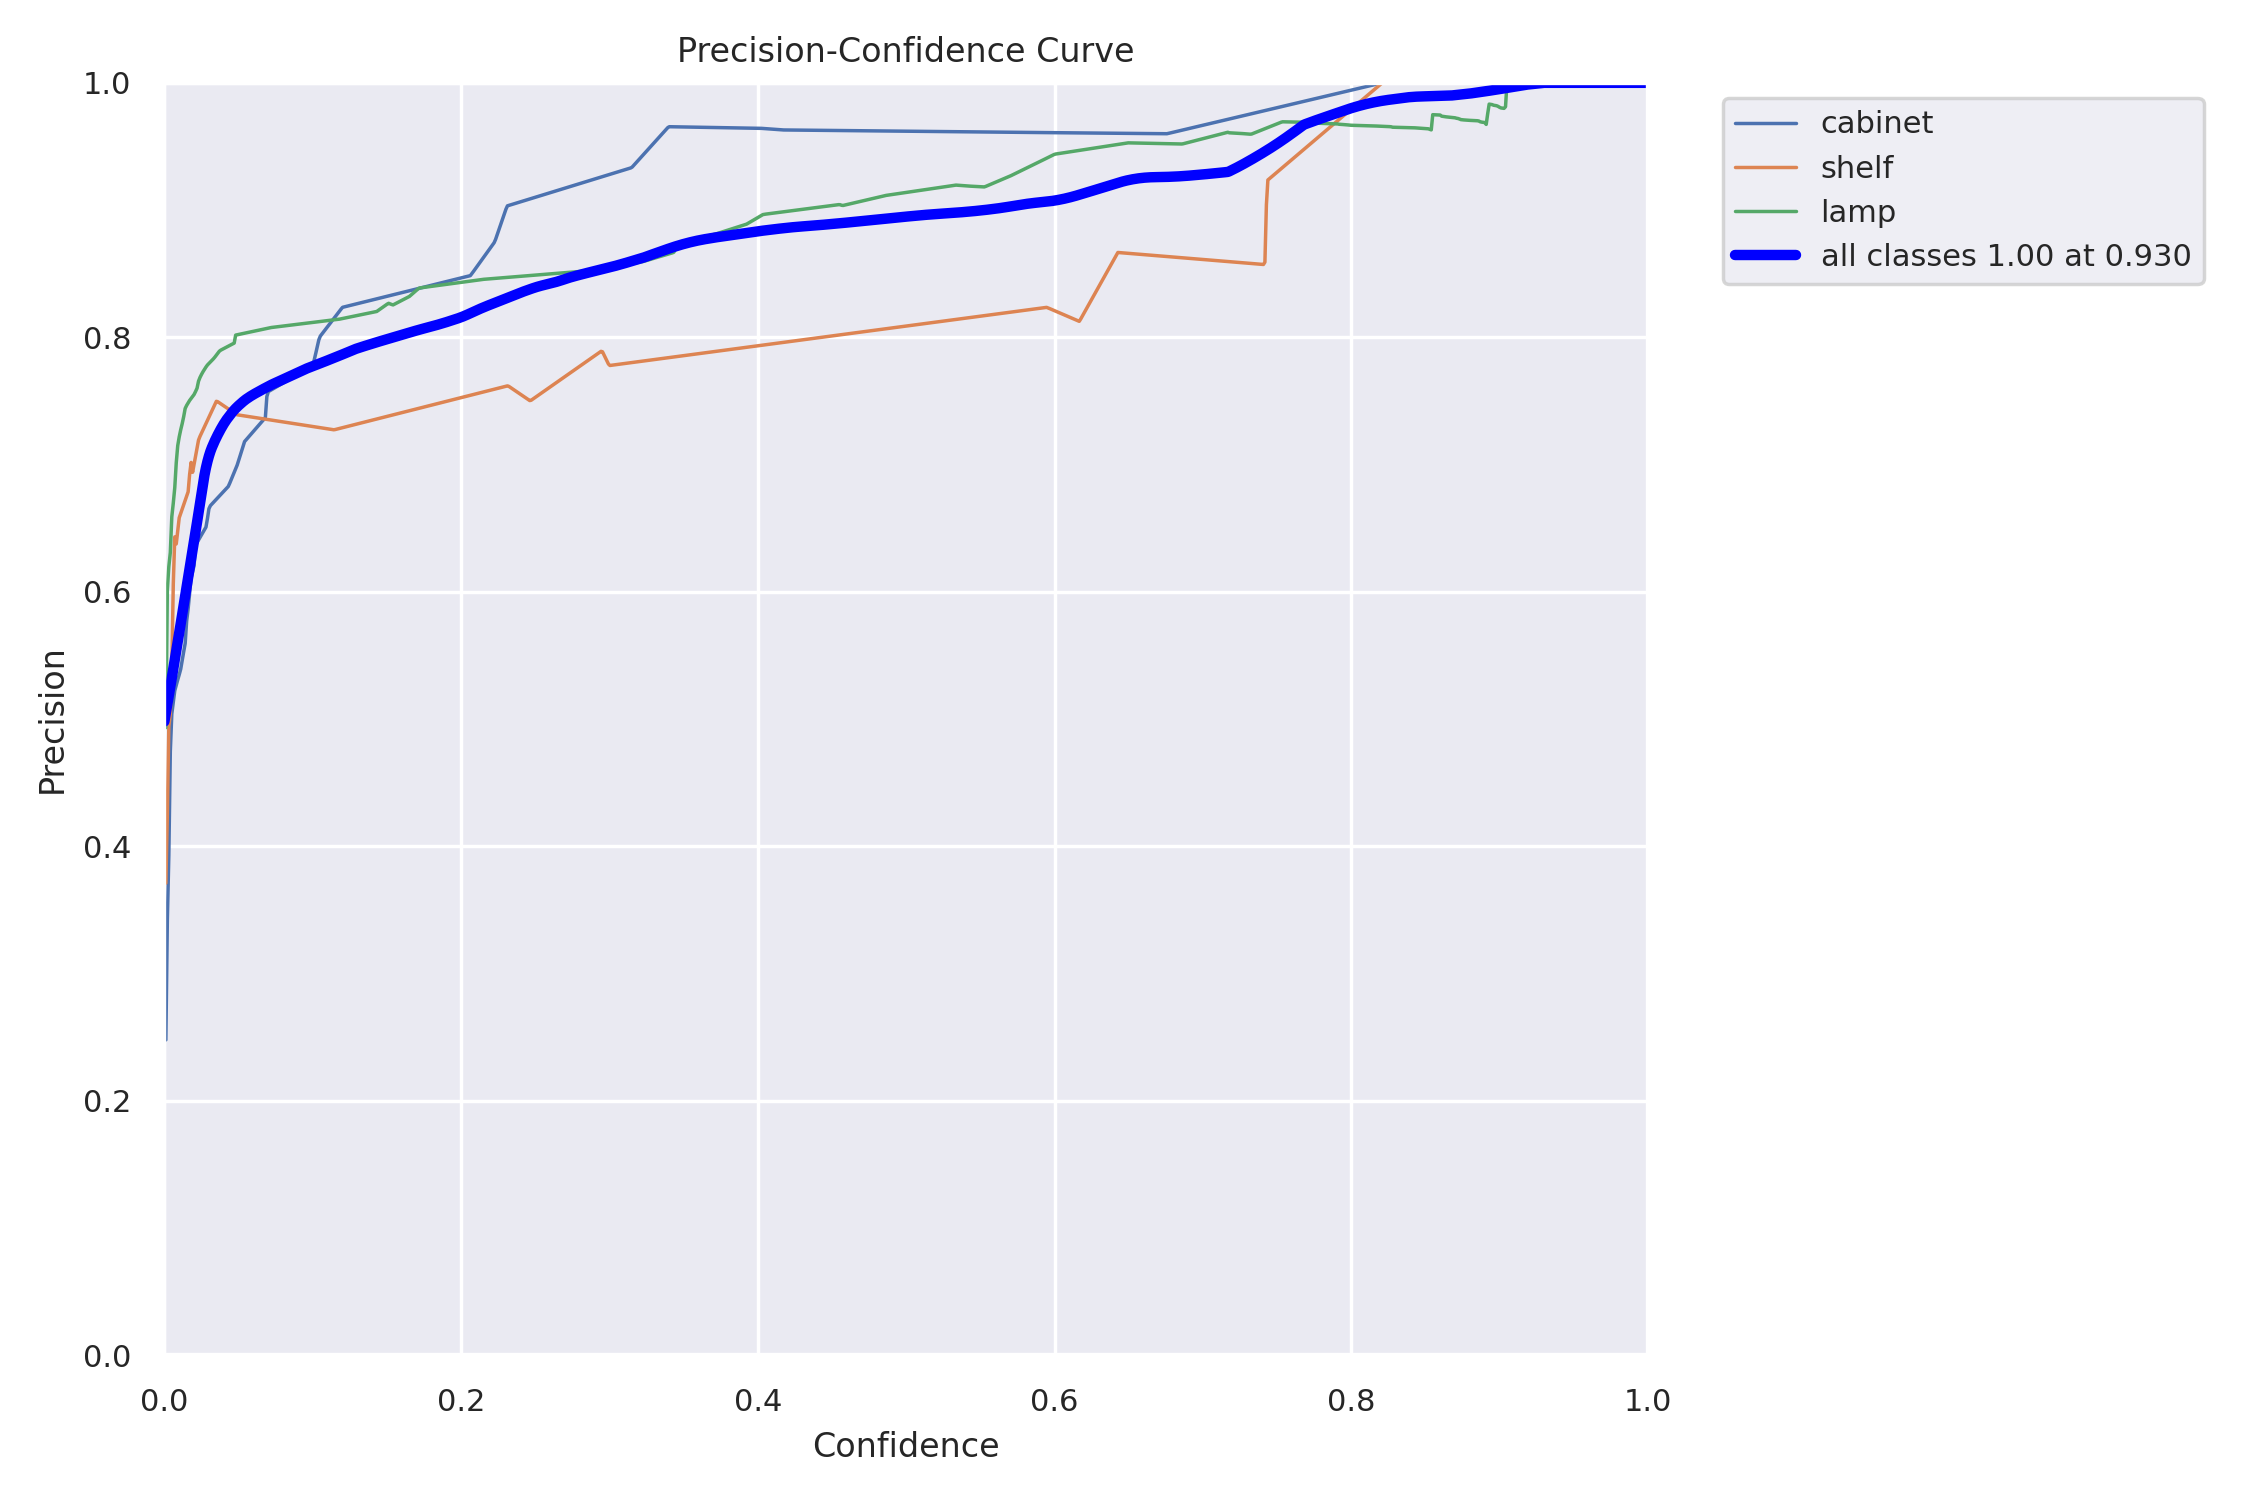 Precision-Confidence Curve
1.0
0.8
0.6
0.4
0.2
0.0
Precision
0.0 0.2 0.4 0.6 0.8 1.0
Confidence
cabinet
shelf
lamp
all classes 1.00 at 0.930